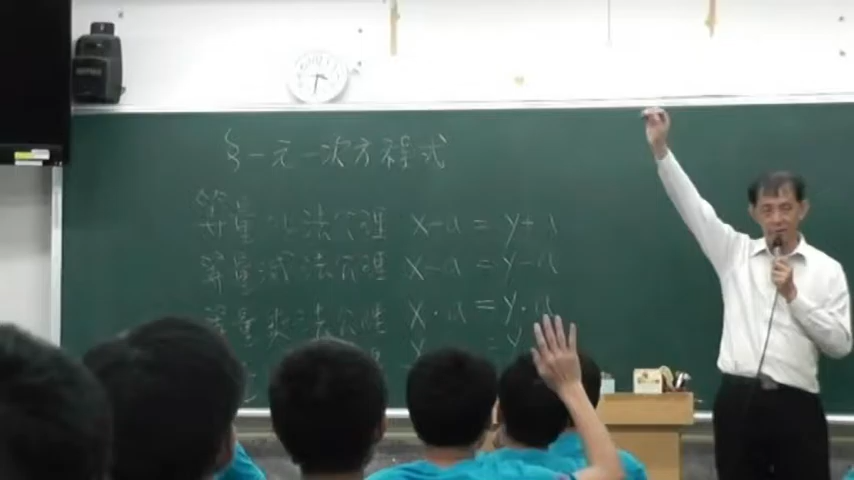 §一元一次方程式
等量加法公理 x+a = y+a
等量減法公理 x-a = y-a
等量乘法公理 x·a = y·a